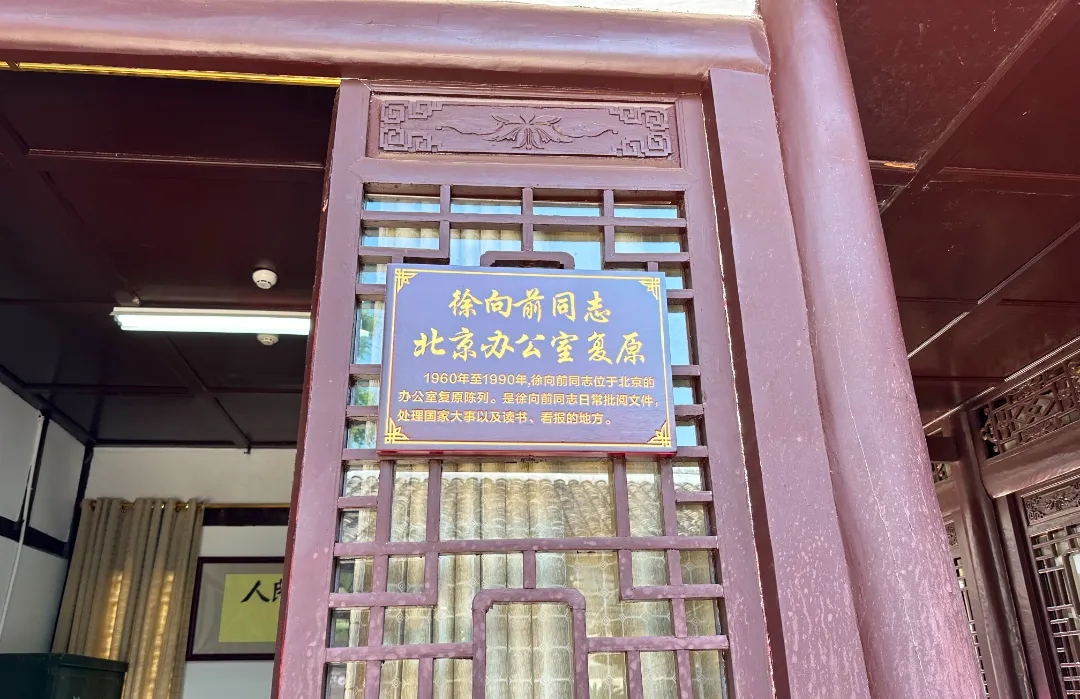 徐向前同志
北京办公室复原
1960年至1990年,徐向前同志位于北京的
办公室复原陈列。是徐向前同志日常批阅文件,
处理国家大事以及读书、看报的地方。
人民